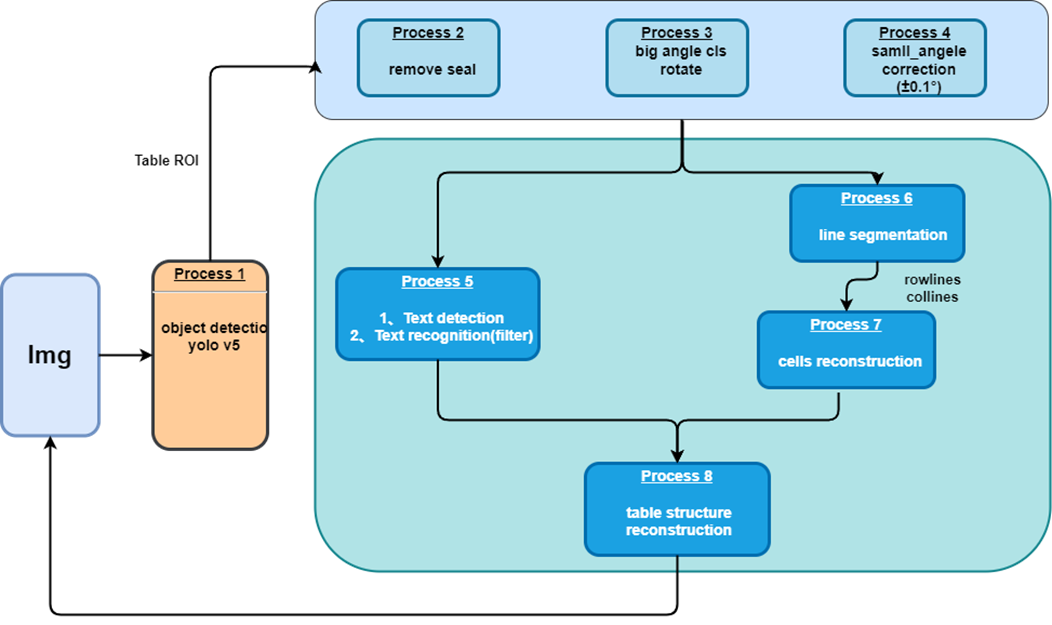 Process 2
remove seal
Process 3
big angle cls
rotate
Process 4
samll_angele
correction
(±0.1°)
Table ROI
Process 1
object detectio
yolo v5
Img
Process 5
1、Text detection
2、Text recognition(filter)
Process 6
line segmentation
rowlines
collines
Process 7
cells reconstruction
Process 8
table structure
reconstruction